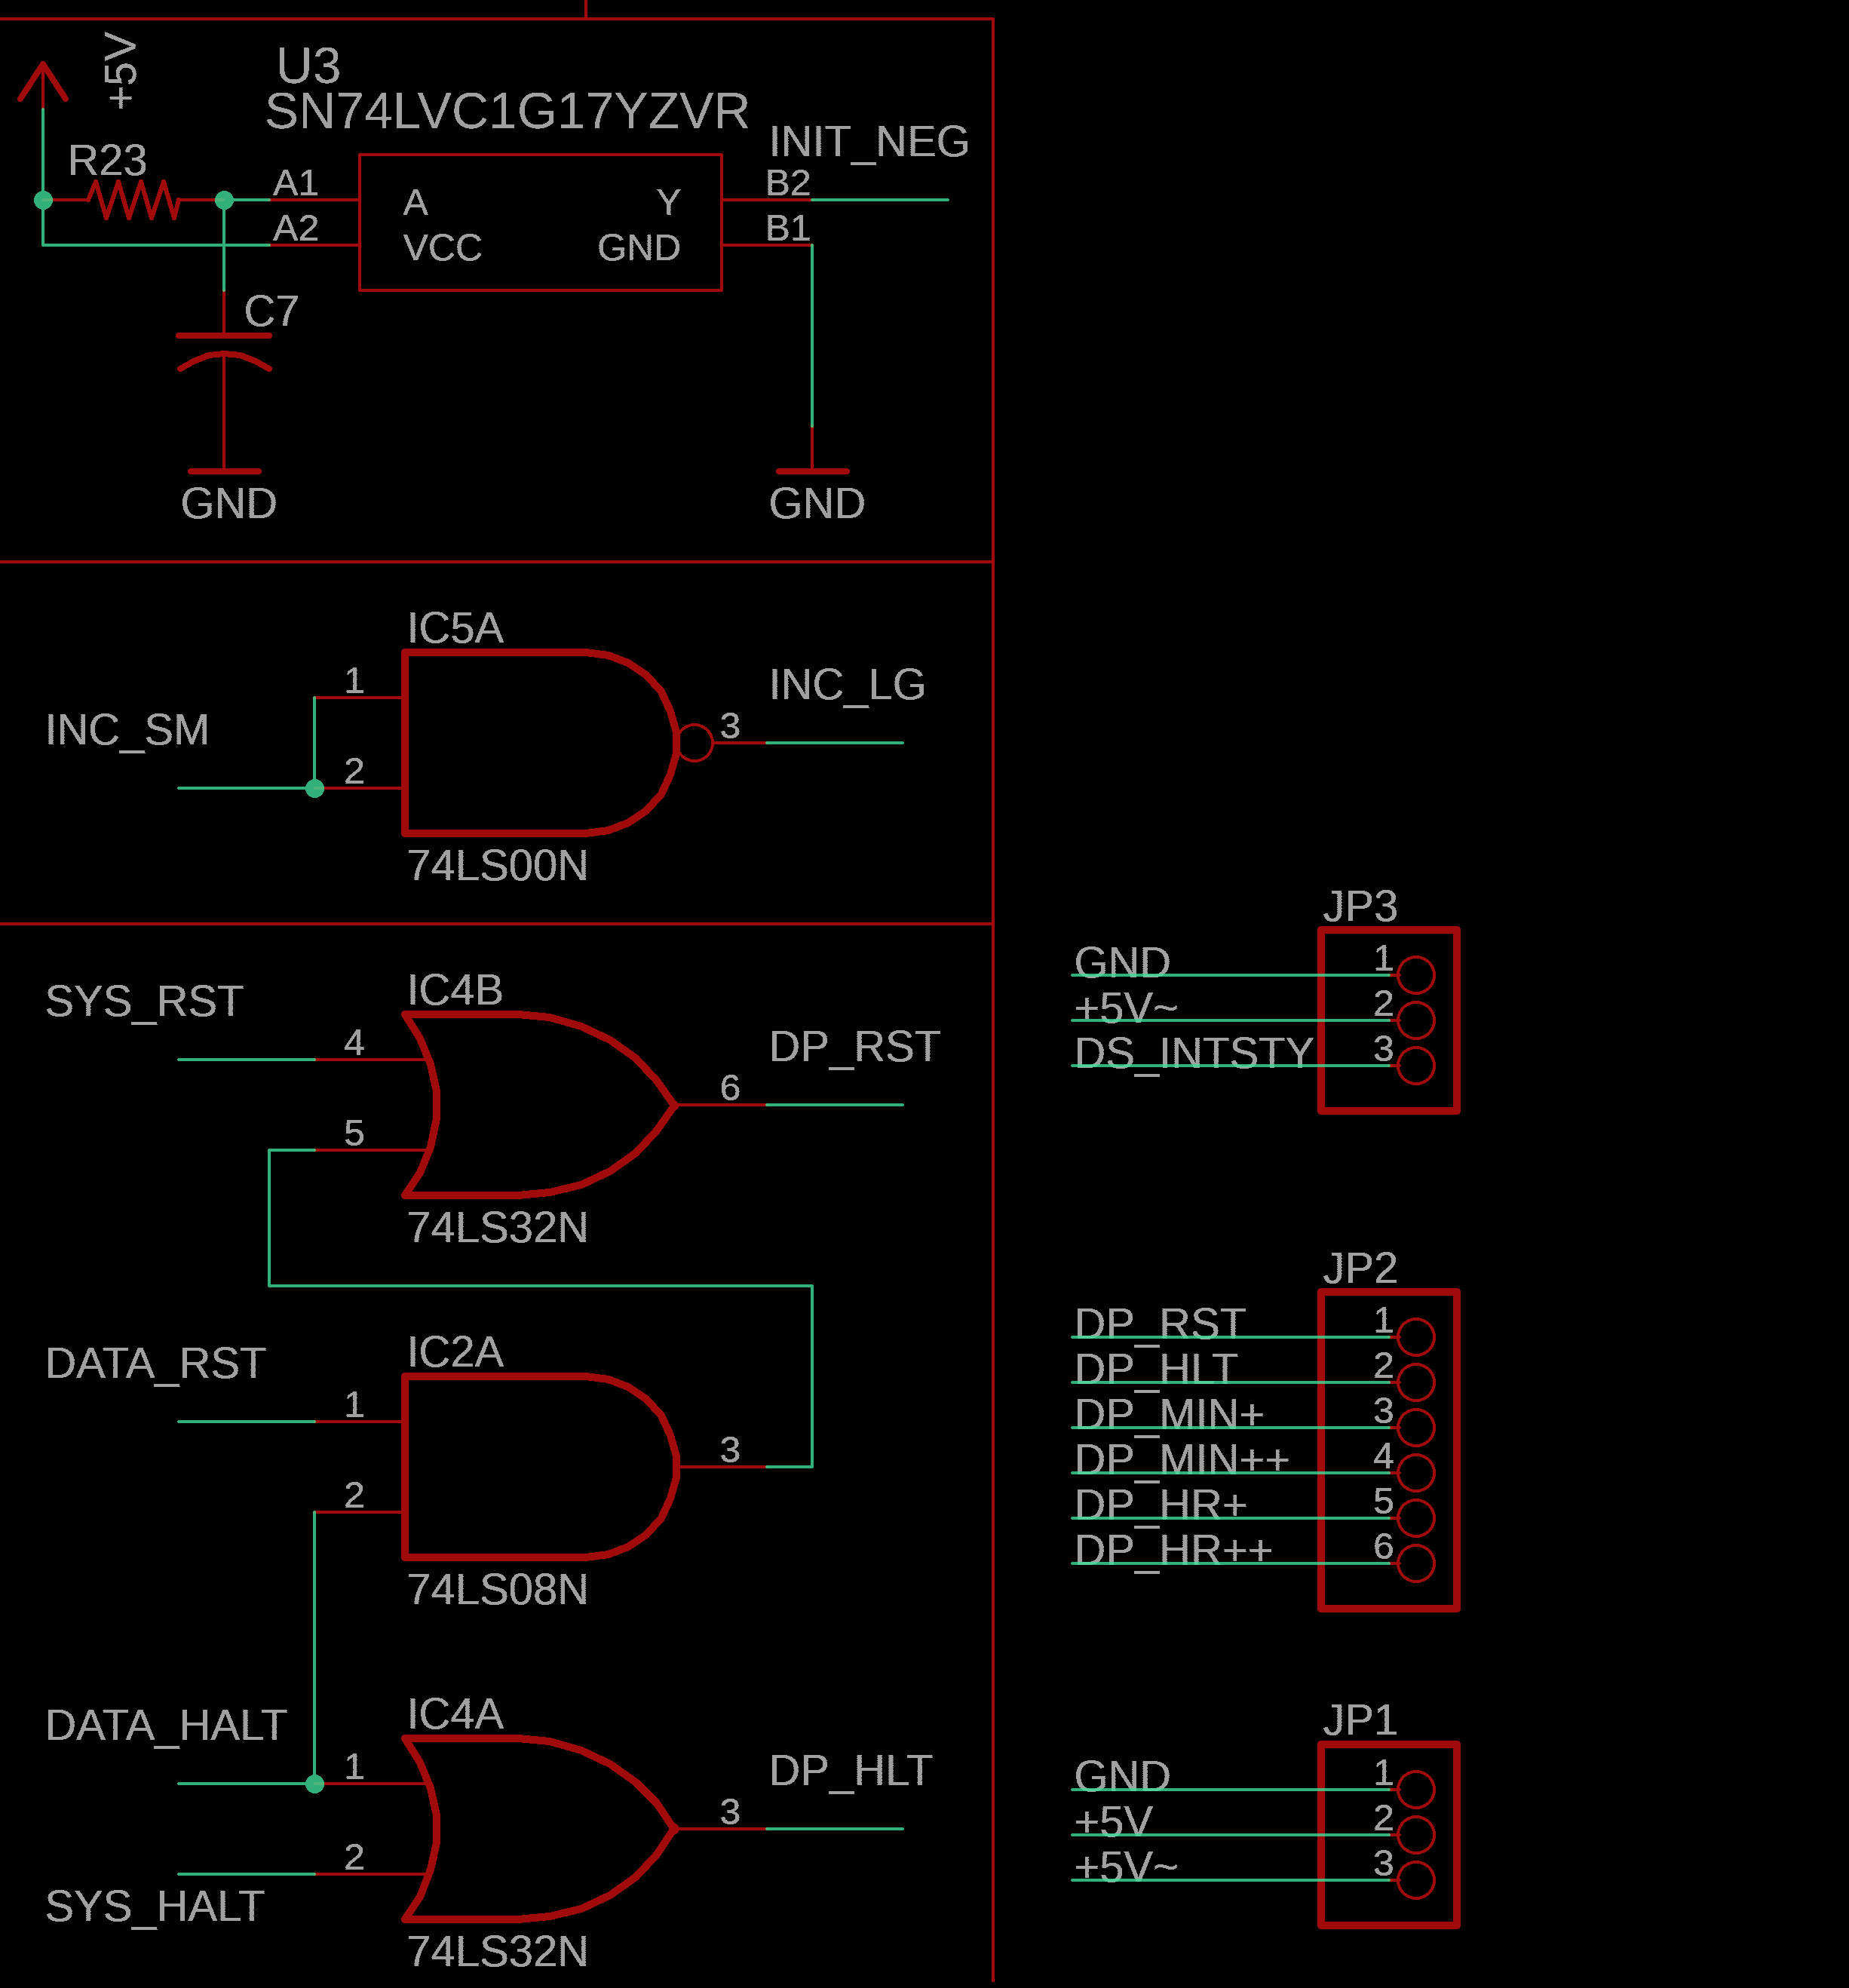 +5V
U3
SN74LVC1G17YZVR
INIT_NEG
R23
A1
A
Y
B2
A2
VCC
GND
B1
C7
GND
GND
IC5A
1
INC_LG
INC_SM
3
2
74LS00N
SYS_RST
IC4B
4
DP_RST
6
5
74LS32N
DATA_RST
IC2A
1
3
2
74LS08N
DATA_HALT
IC4A
1
DP_HLT
3
2
SYS_HALT
74LS32N
JP3
GND 1
+5V~ 2
DS_INTSTY 3
JP2
DP_RST 1
DP_HLT 2
DP_MIN+ 3
DP_MIN++ 4
DP_HR+ 5
DP_HR++ 6
JP1
GND 1
+5V 2
+5V~ 3